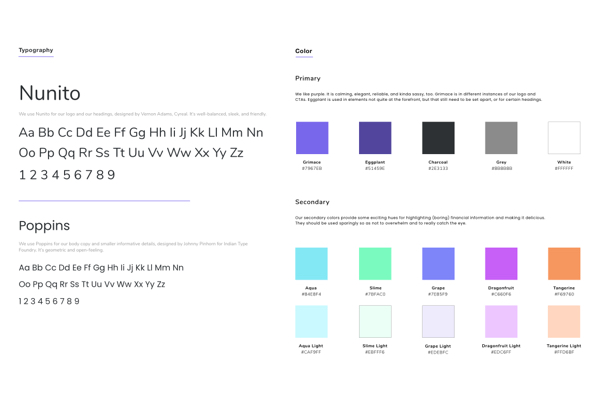 Typography
Nunito
We use Nunito for our logo and our headings, designed by Vernon Adams, Cyreal. It's well-balanced, sleek, and friendly.
Aa Bb Cc Dd Ee Ff Gg Hh Ii Jj Kk Ll Mm Nn
Oo Pp Qq Rr Ss Tt Uu Vv Ww Xx Yy Zz
1 2 3 4 5 6 7 8 9
Poppins
We use Poppins for our body copy and smaller informative details, designed by Johnny Pinhorn for Indian Type
Foundry. It's geometric and open-feeling.
Aa Bb Cc Dd Ee Ff Gg Hh Ii Jj Kk Ll Mm Nn
Oo Pp Qq Rr Ss Tt Uu Vv Ww Xx Yy Zz
1 2 3 4 5 6 7 8 9
Color
Primary
We like purple. It is calming, elegant, reliable, and kinda sassy, too. Grimace is in different instances of our logo and
CTAs. Eggplant is used in elements not quite at the forefront, but that still need to be set apart, or for certain headings.
Grimace Eggplant Charcoal Grey White
#7967EB #51459E #2E3133 #8B8B8B #FFFFFF
Secondary
Our secondary colors provide some exciting hues for highlighting (boring) financial information and making it delicious.
They should be used sparingly so as not to overwhelm and to really catch the eye.
Aqua Slime Grape Dragonfruit Tangerine
#84E8F4 #7BFAC0 #7E85F9 #C660F8 #F69760
Aqua Light Slime Light Grape Light Dragonfruit Light Tangerine Light
#CAF9FF #EBFFF6 #EDEBFC #EDC6FF #FFD6BF